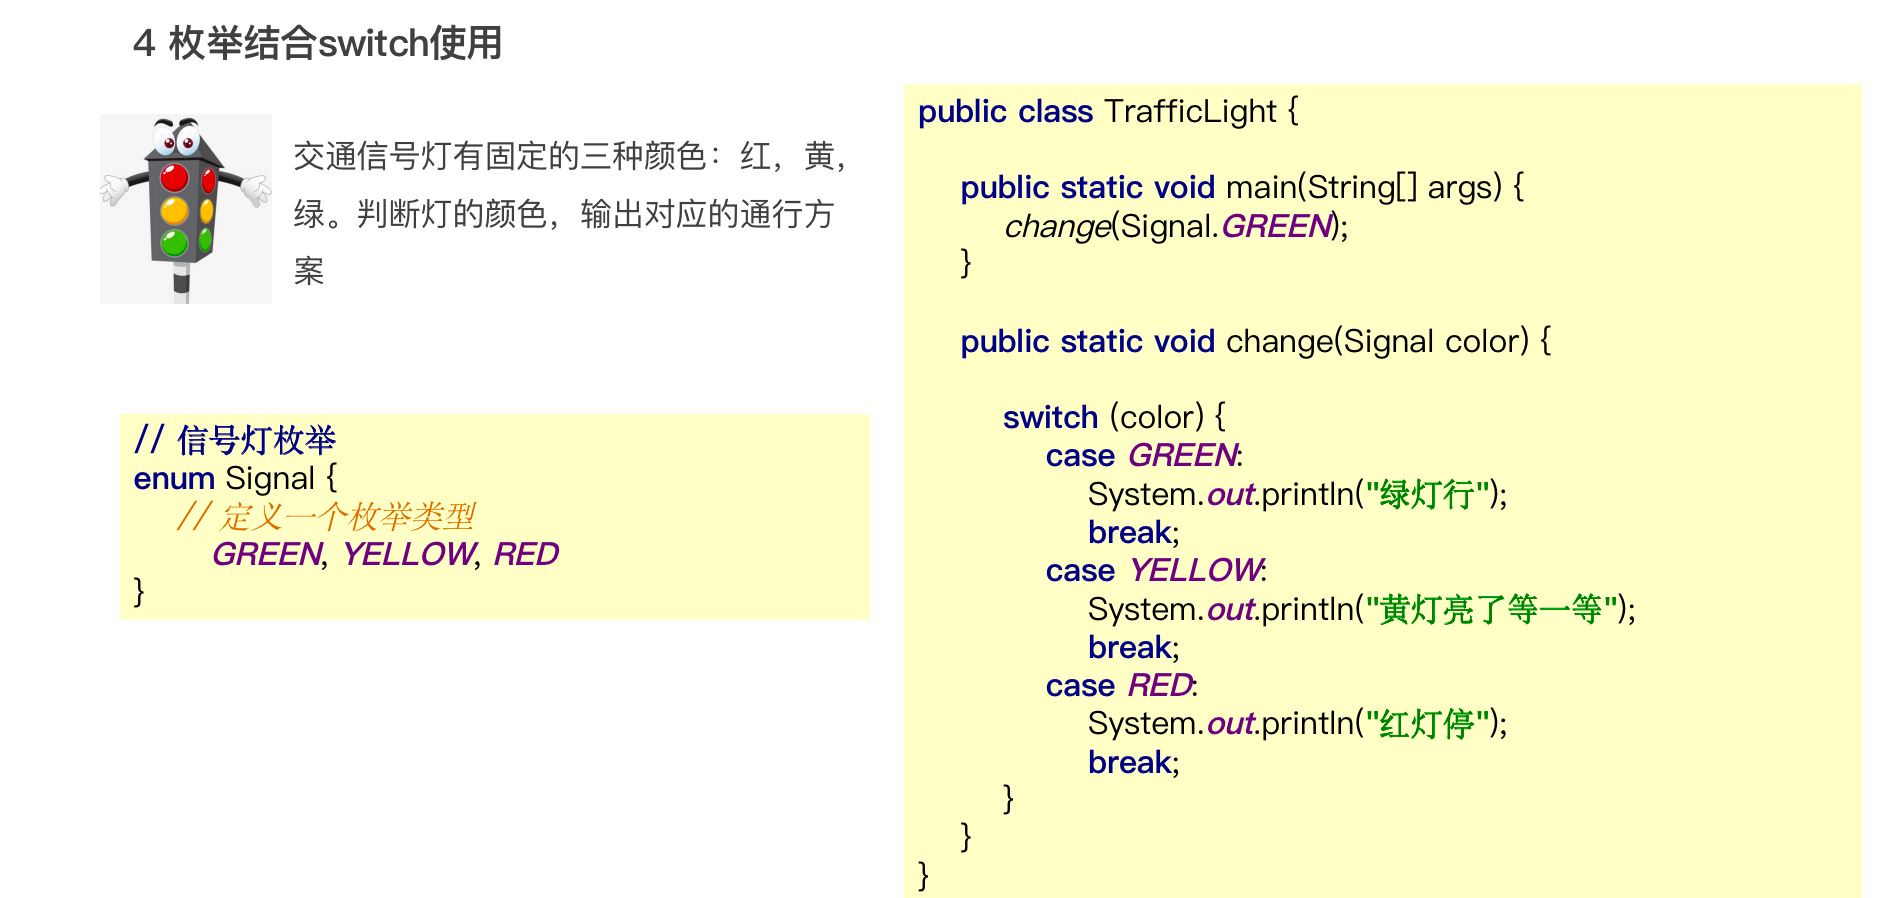 4 枚举结合switch使用
交通信号灯有固定的三种颜色：红，黄，
绿。判断灯的颜色，输出对应的通行方
案
// 信号灯枚举
enum Signal {
// 定义一个枚举类型
GREEN, YELLOW, RED
}
public class TrafficLight {
public static void main(String[] args) {
change(Signal.GREEN);
}
public static void change(Signal color) {
switch (color) {
case GREEN:
System.out.println("绿灯行");
break;
case YELLOW:
System.out.println("黄灯亮了等一等");
break;
case RED:
System.out.println("红灯停");
break;
}
}
}